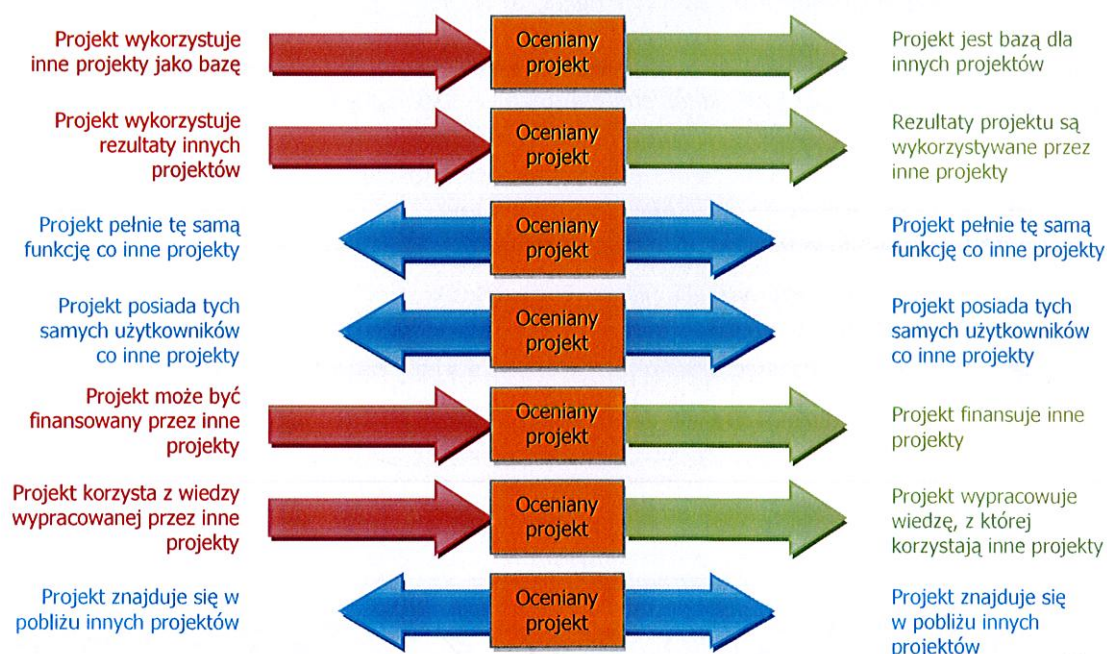 Projekt wykorzystuje
inne projekty jako bazę
Oceniany
projekt
Projekt jest bazą dla
innych projektów
Projekt wykorzystuje
rezultaty innych
projektów
Oceniany
projekt
Rezultaty projektu są
wykorzystywane przez
inne projekty
Projekt pełnie tę samą
funkcję co inne projekty
Oceniany
projekt
Projekt pełnie tę samą
funkcję co inne projekty
Projekt posiada tych
samych użytkowników
co inne projekty
Oceniany
projekt
Projekt posiada tych
samych użytkowników
co inne projekty
Projekt może być
finansowany przez inne
projekty
Oceniany
projekt
Projekt finansuje inne
projekty
Projekt korzysta z wiedzy
wypracowanej przez inne
projekty
Oceniany
projekt
Projekt wypracowuje
wiedzę, z której
korzystają inne projekty
Projekt znajduje się w
pobliżu innych projektów
Oceniany
projekt
Projekt znajduje się
w pobliżu innych
projektów